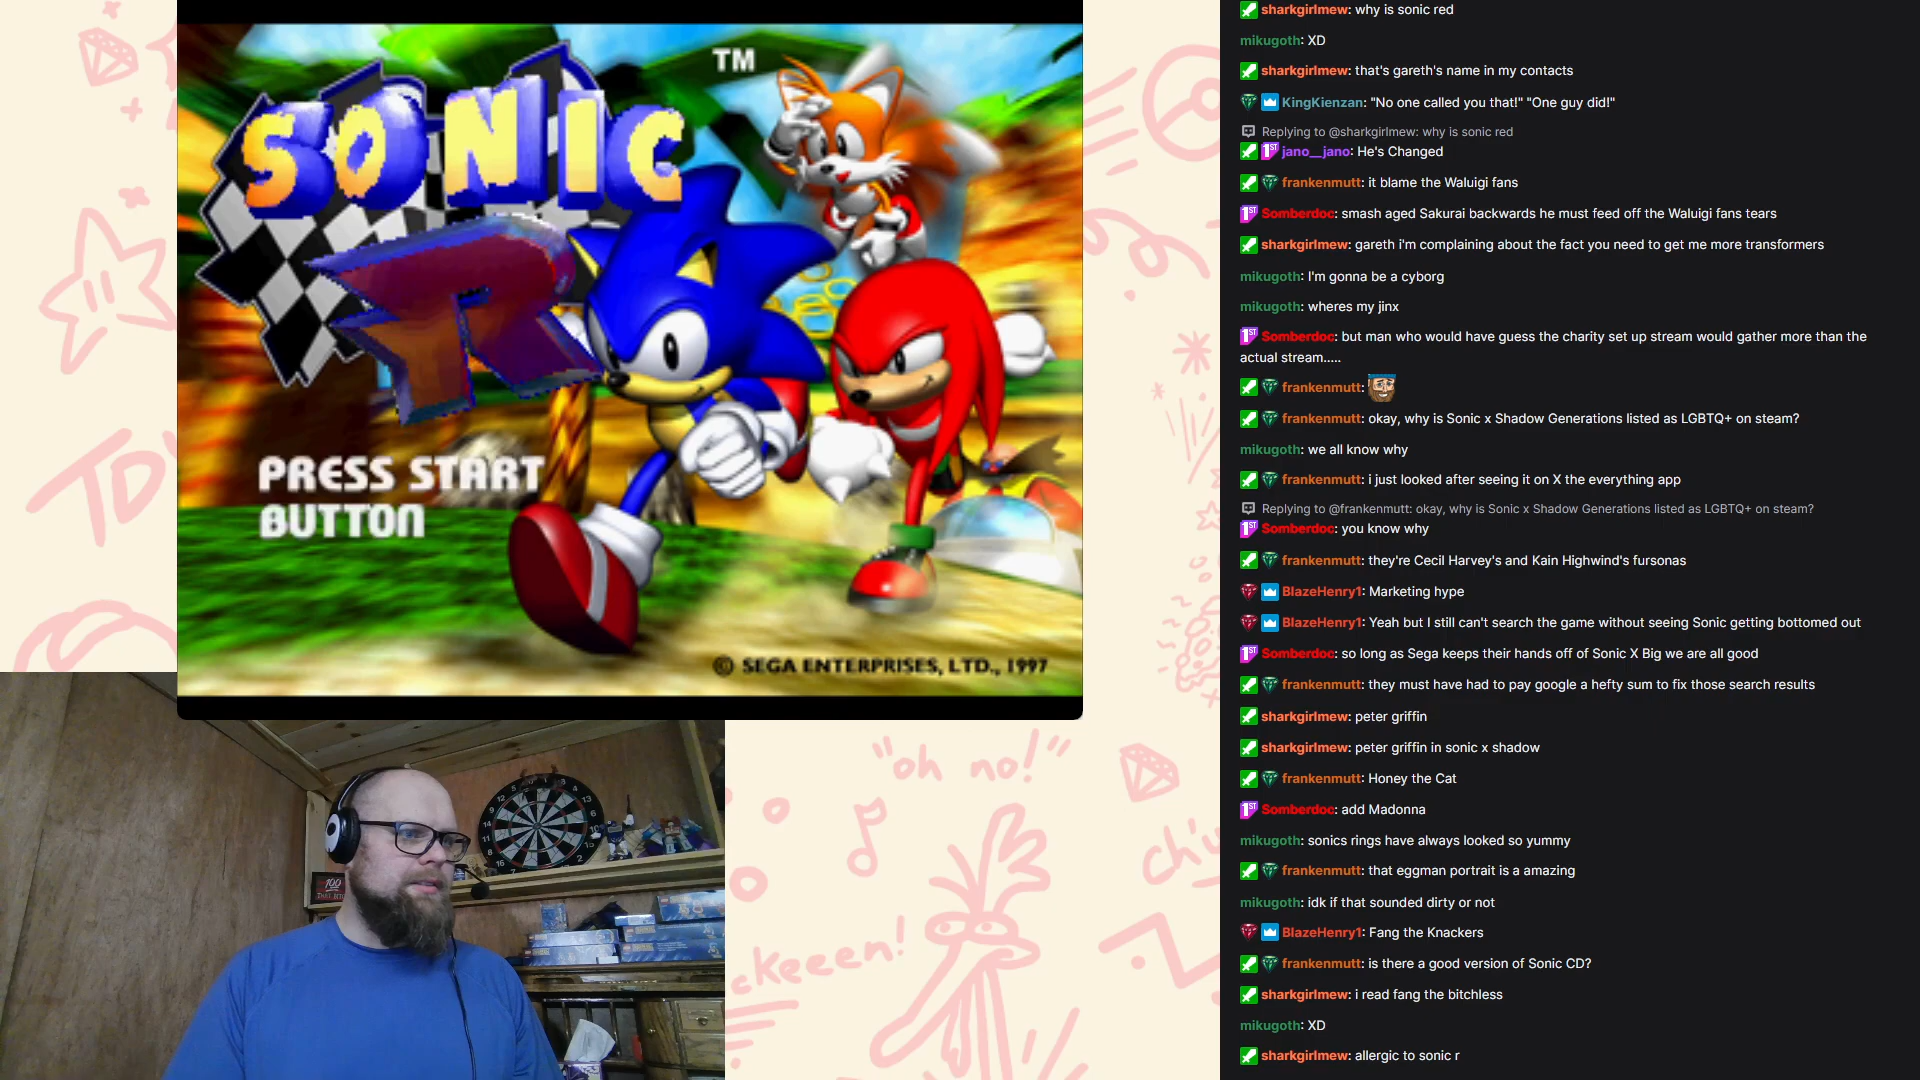 SONIC
R
TM
PRESS START
BUTTON
© SEGA ENTERPRISES, LTD., 1997
"oh no!"
ckeeen!
sharkgirlmew: why is sonic red
mikugoth: XD
sharkgirlmew: that's gareth's name in my contacts
KingKienzan: "No one called you that!" "One guy did!"
Replying to @sharkgirlmew: why is sonic red
jano__jano: He's Changed
frankenmutt: it blame the Waluigi fans
Somberdoc: smash aged Sakurai backwards he must feed off the Waluigi fans tears
sharkgirlmew: gareth i'm complaining about the fact you need to get me more transformers
mikugoth: I'm gonna be a cyborg
mikugoth: wheres my jinx
Somberdoc: but man who would have guess the charity set up stream would gather more than the
actual stream.....
frankenmutt:
frankenmutt: okay, why is Sonic x Shadow Generations listed as LGBTQ+ on steam?
mikugoth: we all know why
frankenmutt: i just looked after seeing it on X the everything app
Replying to @frankenmutt: okay, why is Sonic x Shadow Generations listed as LGBTQ+ on steam?
Somberdoc: you know why
frankenmutt: they're Cecil Harvey's and Kain Highwind's fursonas
BlazeHenry1: Marketing hype
BlazeHenry1: Yeah but I still can't search the game without seeing Sonic getting bottomed out
Somberdoc: so long as Sega keeps their hands off of Sonic X Big we are all good
frankenmutt: they must have had to pay google a hefty sum to fix those search results
sharkgirlmew: peter griffin
sharkgirlmew: peter griffin in sonic x shadow
frankenmutt: Honey the Cat
Somberdoc: add Madonna
mikugoth: sonics rings have always looked so yummy
frankenmutt: that eggman portrait is a amazing
mikugoth: idk if that sounded dirty or not
BlazeHenry1: Fang the Knackers
frankenmutt: is there a good version of Sonic CD?
sharkgirlmew: i read fang the bitchless
mikugoth: XD
sharkgirlmew: allergic to sonic r